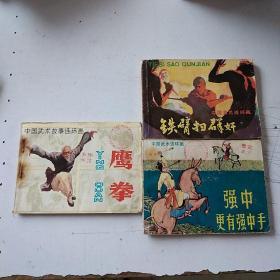 中国武术故事连环画
鹰拳
YING QUAN
TIE BI SAO QUNJIAN
铁臂扫群奸
中国武术连环画
强中
更有强中手